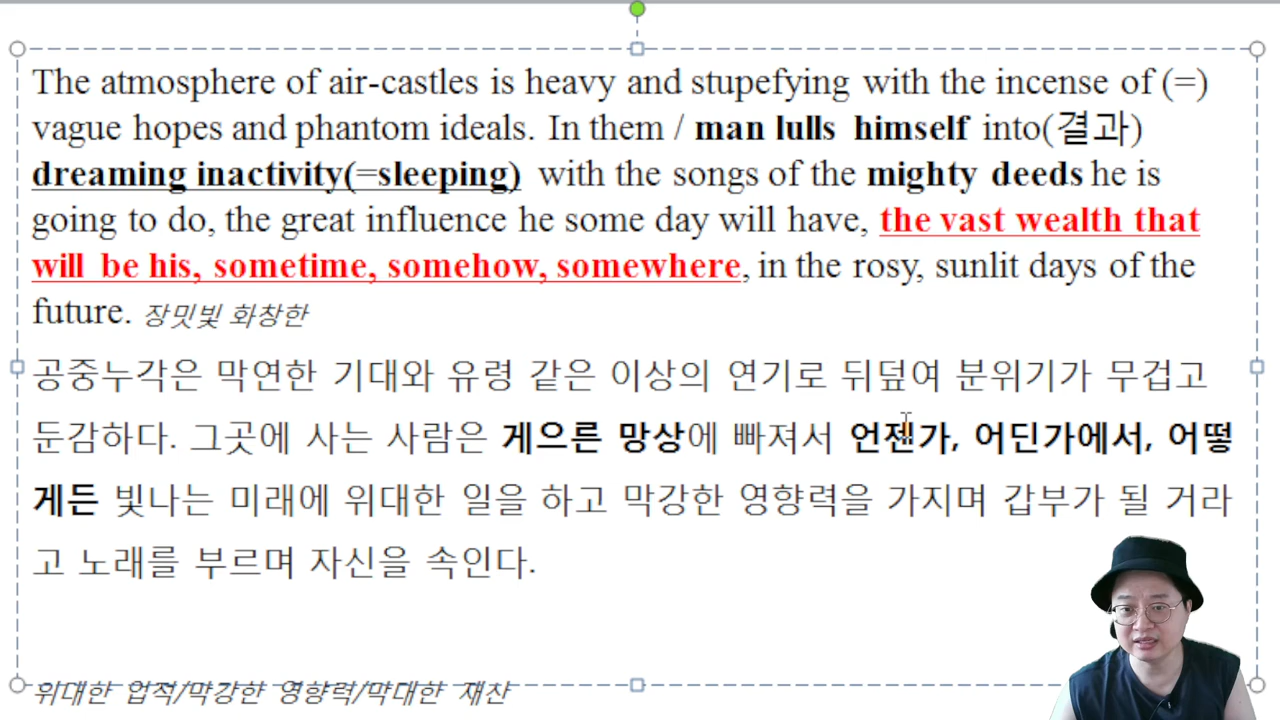 The atmosphere of air-castles is heavy and stupefying with the incense of (=)
vague hopes and phantom ideals. In them / man lulls himself into(결과)
dreaming inactivity(=sleeping) with the songs of the mighty deeds he is
going to do, the great influence he some day will have, the vast wealth that
will be his, sometime, somehow, somewhere, in the rosy, sunlit days of the
future. 장밋빛 화창한
공중누각은 막연한 기대와 유령 같은 이상의 연기로 뒤덮여 분위기가 무겁고
둔감하다. 그곳에 사는 사람은 게으른 망상에 빠져서 언젠가, 어딘가에서, 어떻
게든 빛나는 미래에 위대한 일을 하고 막강한 영향력을 가지며 갑부가 될 거라
고 노래를 부르며 자신을 속인다.
위대한 업적/막강한 영향력/막대한 재산